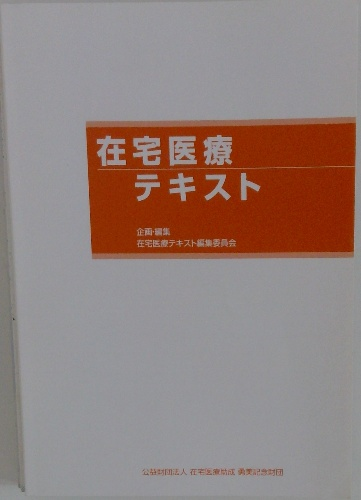 在宅医療
テキスト
企画・編集
在宅医療テキスト編集委員会
公益財団法人 在宅医療助成 勇美記念財団